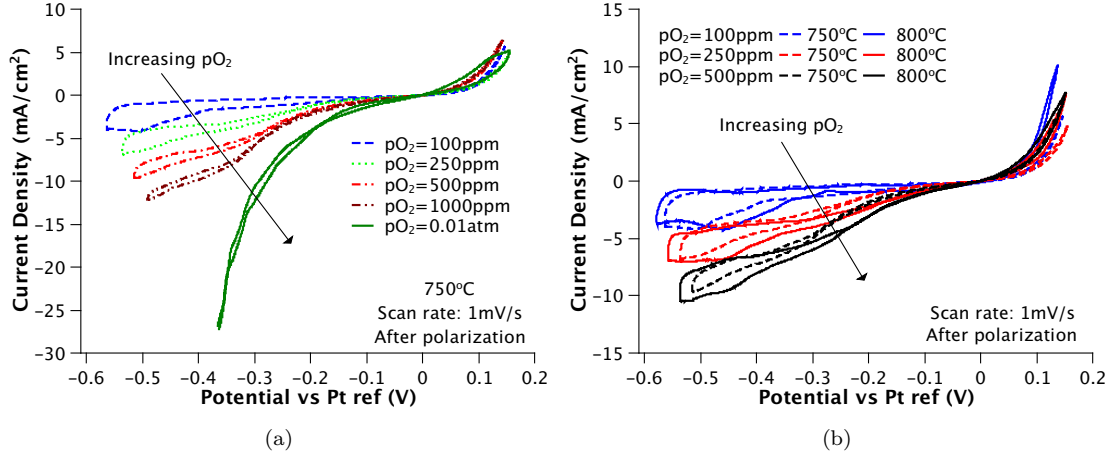 10
5
0
−5
−10
−15
−20
−25
−30
−0.6
−0.5
−0.4
−0.3
−0.2
−0.1
0
0.1
0.2
Current Density (mA/cm²)
Potential vs Pt ref (V)
Increasing pO₂
pO₂=100ppm
pO₂=250ppm
pO₂=500ppm
pO₂=1000ppm
pO₂=0.01atm
750°C
Scan rate: 1mV/s
After polarization
(a)
15
10
5
0
−5
−10
−15
−0.6
−0.5
−0.4
−0.3
−0.2
−0.1
0
0.1
0.2
Current Density (mA/cm²)
Potential vs Pt ref (V)
pO₂=100ppm 750°C 800°C
pO₂=250ppm 750°C 800°C
pO₂=500ppm 750°C 800°C
Increasing pO₂
Scan rate: 1mV/s
After polarization
(b)